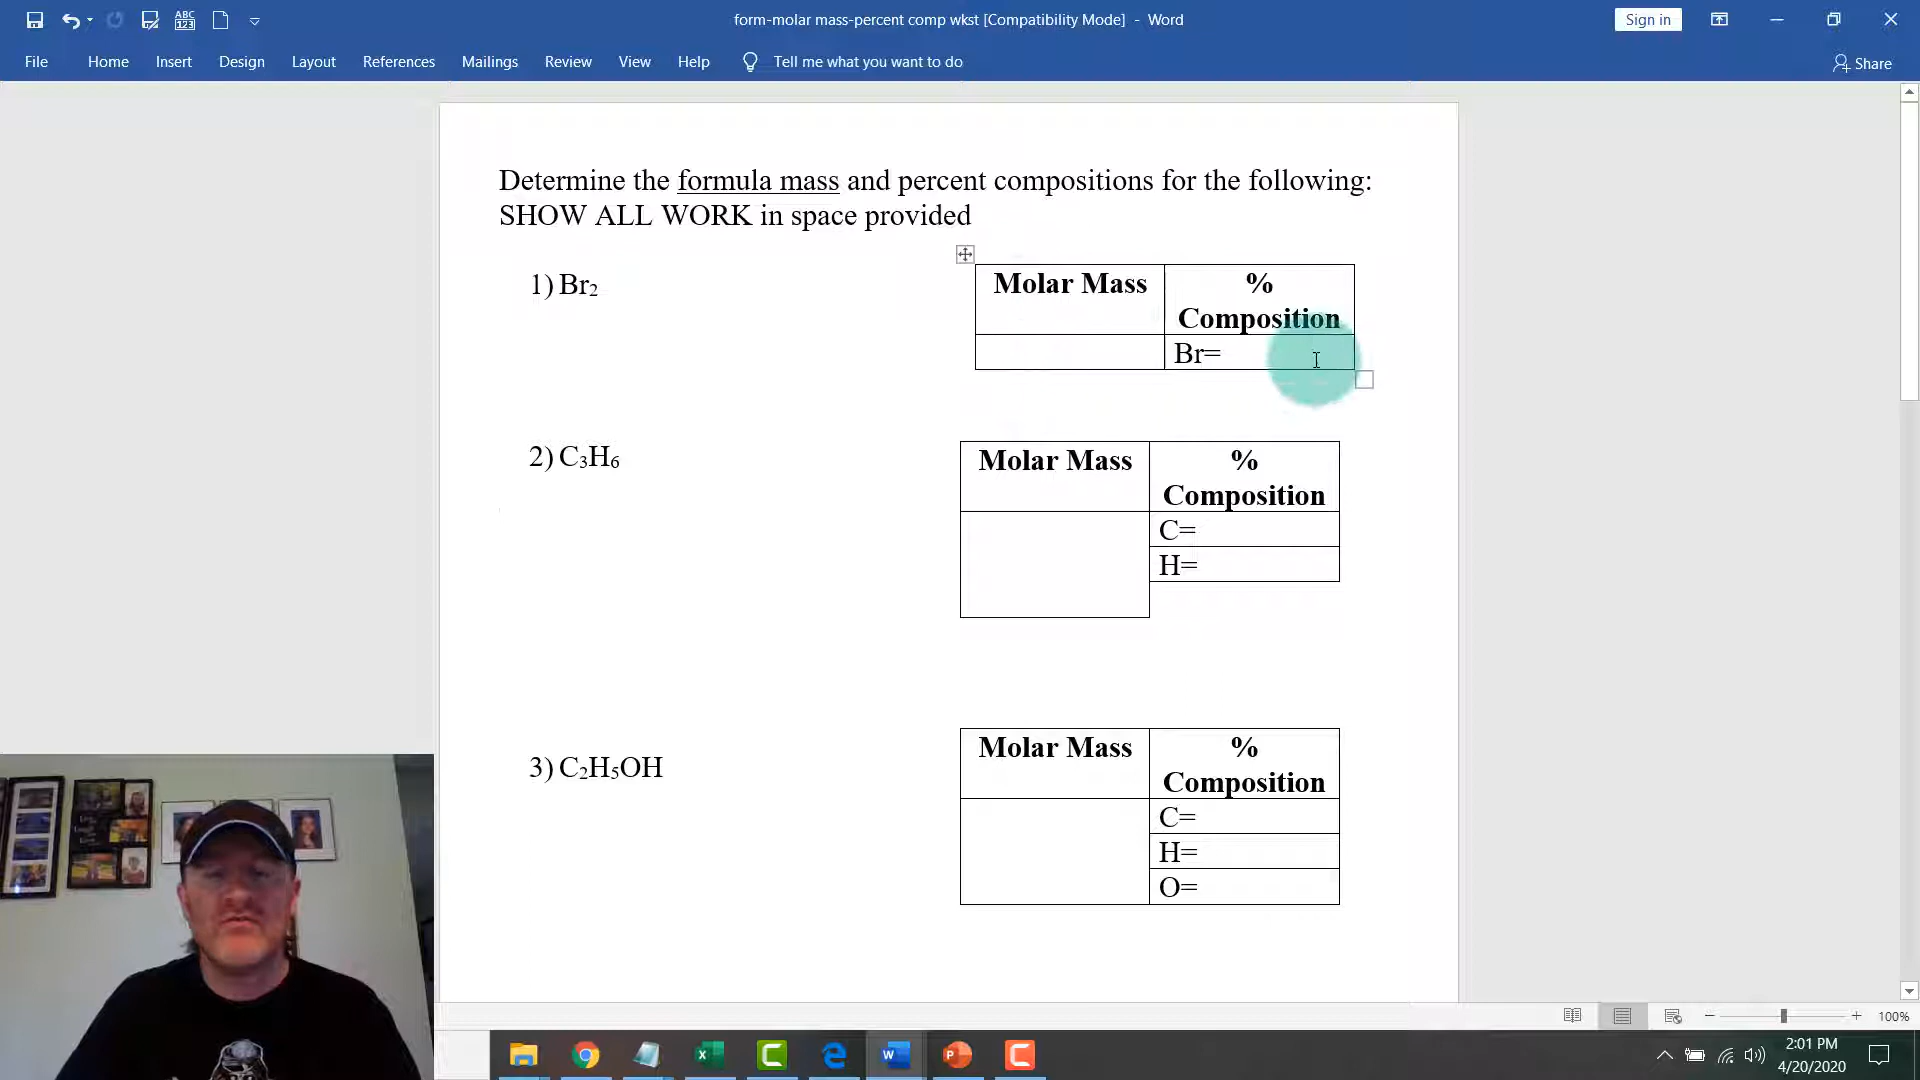 ABC
123
form-molar mass-percent comp wkst [Compatibility Mode] - Word
Sign in
File Home Insert Design Layout References Mailings Review View Help Tell me what you want to do
Share
Determine the formula mass and percent compositions for the following:
SHOW ALL WORK in space provided
1) Br₂
Molar Mass
%
Composition
Br=
2) C₃H₆
Molar Mass
%
Composition
C=
H=
3) C₂H₅OH
Molar Mass
%
Composition
C=
H=
O=
100%
2:01 PM
4/20/2020